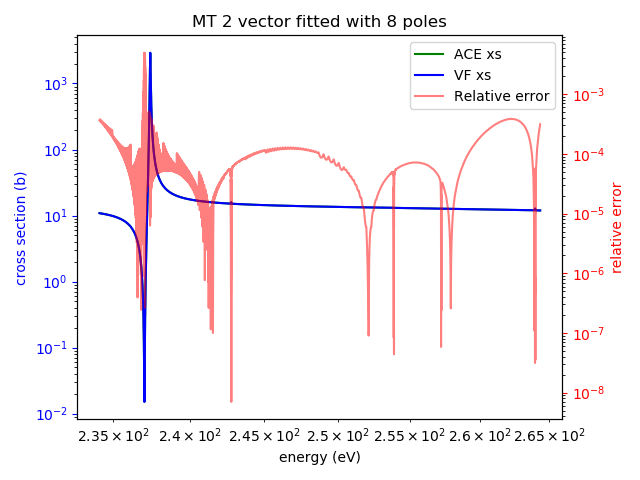 MT 2 vector fitted with 8 poles
ACE xs
VF xs
Relative error
cross section (b)
10³
10²
10¹
10⁰
10⁻¹
10⁻²
relative error
10⁻³
10⁻⁴
10⁻⁵
10⁻⁶
10⁻⁷
10⁻⁸
2.35 × 10² 2.4 × 10² 2.45 × 10² 2.5 × 10² 2.55 × 10² 2.6 × 10² 2.65 × 10²
energy (eV)